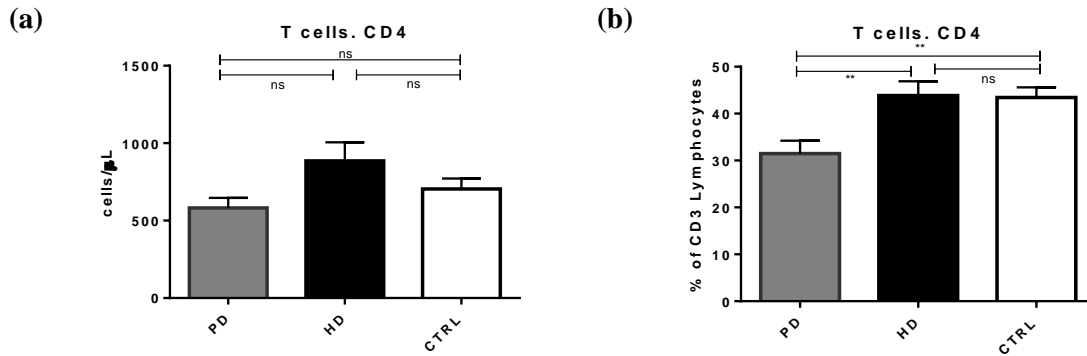 (a)
T cells. CD4
ns
ns
ns
1500
1000
500
0
cells/µL
PD
HD
CTRL
(b)
T cells. CD4
**
**
ns
50
40
30
20
10
0
% of CD3 Lymphocytes
PD
HD
CTRL